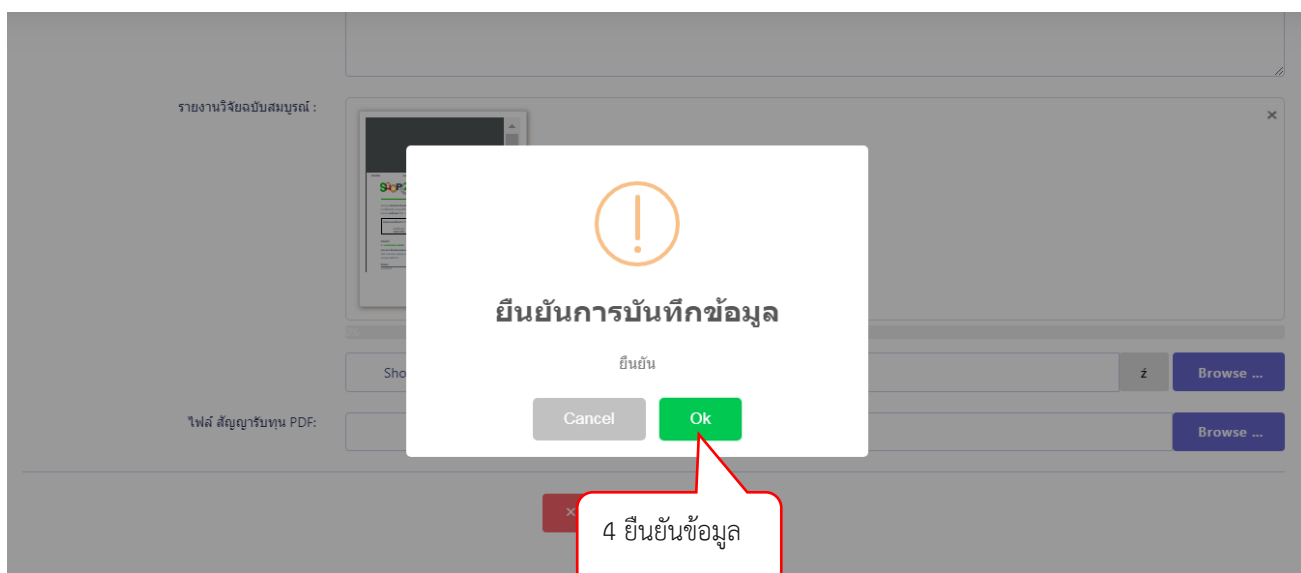 รายงานวิจัยฉบับสมบูรณ์ :
×
ยืนยันการบันทึกข้อมูล
ยืนยัน
Sho
ź
Browse ...
Cancel
Ok
ไฟล์ สัญญารับทุน PDF:
Browse ...
×
4 ยืนยันข้อมูล